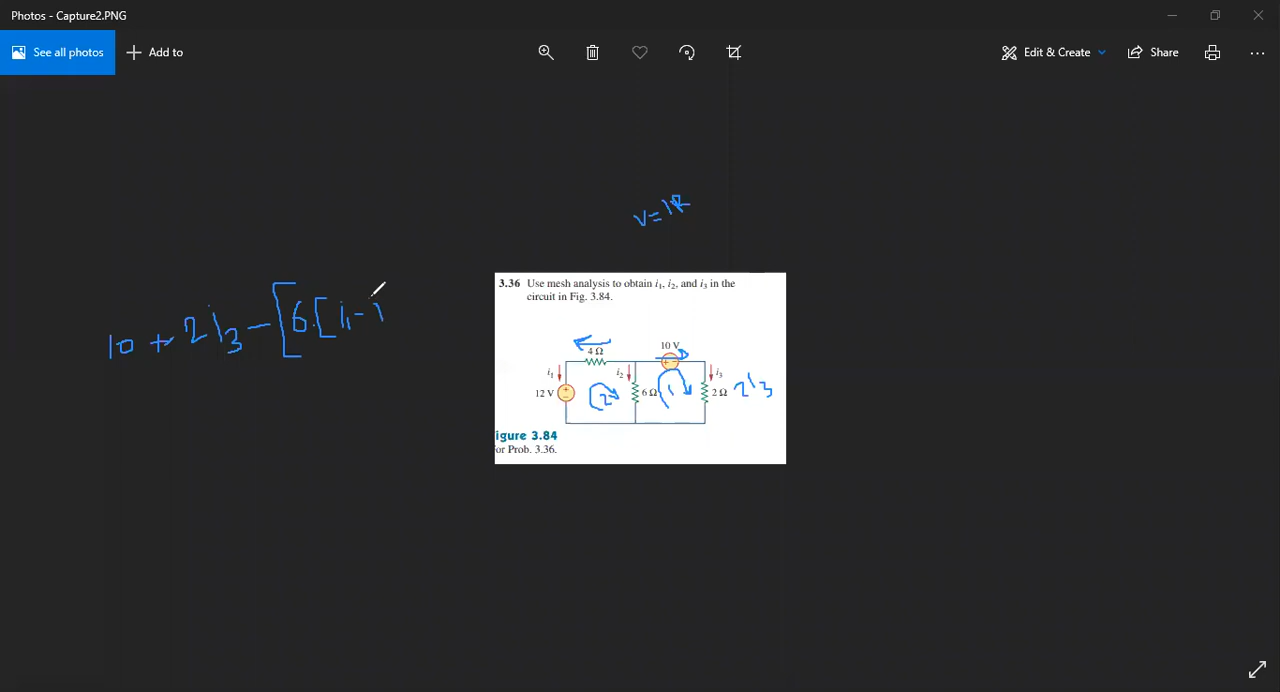 Photos - Capture2.PNG
See all photos
Add to
Edit & Create
Share
V=IR
3.36 Use mesh analysis to obtain i1, i2, and i3 in the
circuit in Fig. 3.84.
10 + 2i3 - [6[i1-i
4 Ω
10 V
i1
i2
i3
12 V
2
6 Ω
1
2 Ω
2i3
igure 3.84
or Prob. 3.36.